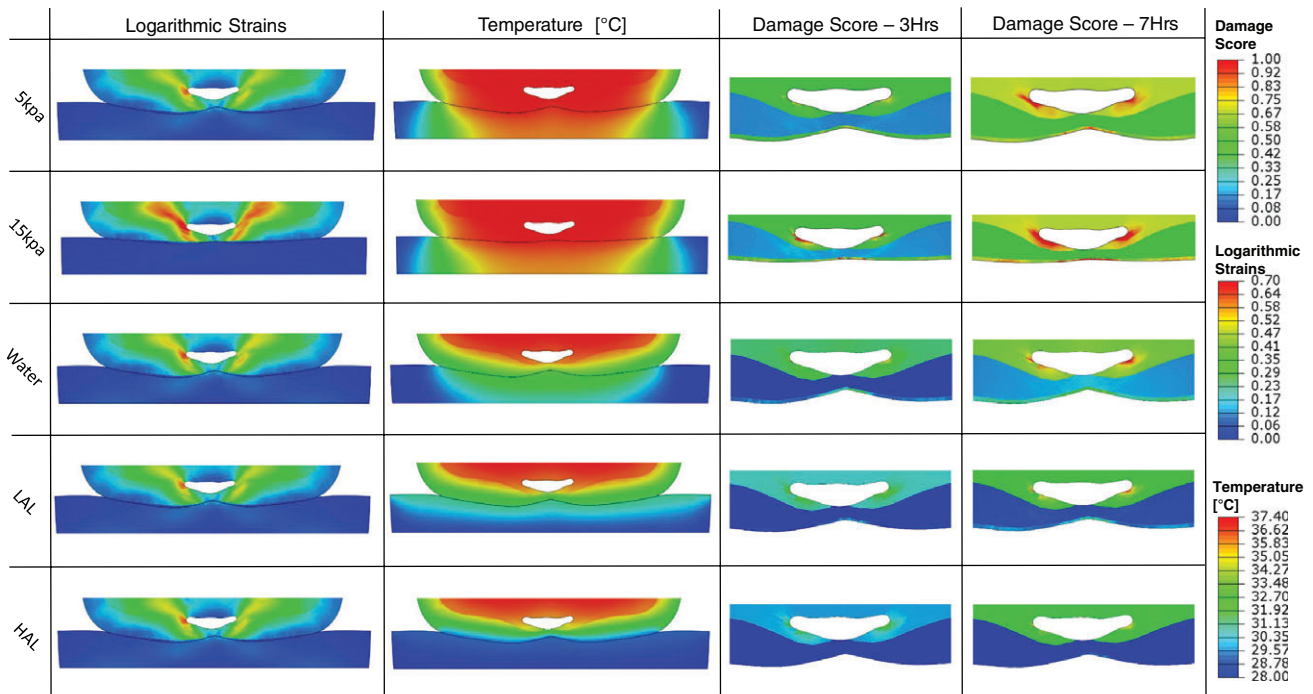 Logarithmic Strains
Temperature [°C]
Damage Score – 3Hrs
Damage Score – 7Hrs
5kpa
15kpa
Water
LAL
HAL
Damage
Score
1.00
0.92
0.83
0.75
0.67
0.58
0.50
0.42
0.33
0.25
0.17
0.08
0.00
Logarithmic
Strains
0.70
0.64
0.58
0.52
0.47
0.41
0.35
0.29
0.23
0.17
0.12
0.06
0.00
Temperature
[°C]
37.40
36.62
35.83
35.05
34.27
33.48
32.70
31.92
31.13
30.35
29.57
28.78
28.00